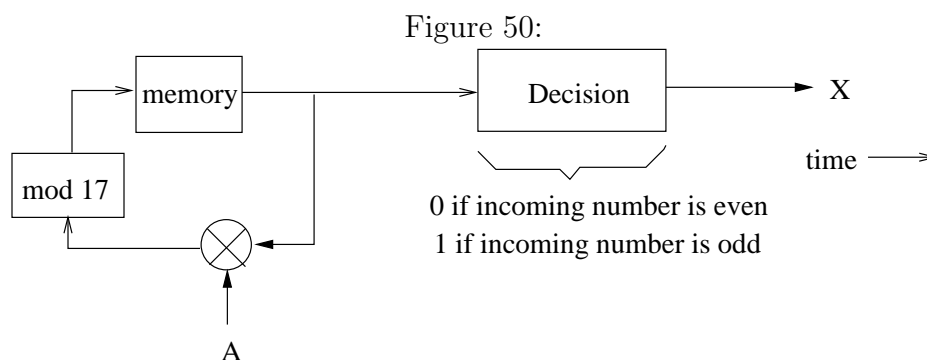 Figure 50:
memory
Decision
X
time
mod 17
0 if incoming number is even
1 if incoming number is odd
A